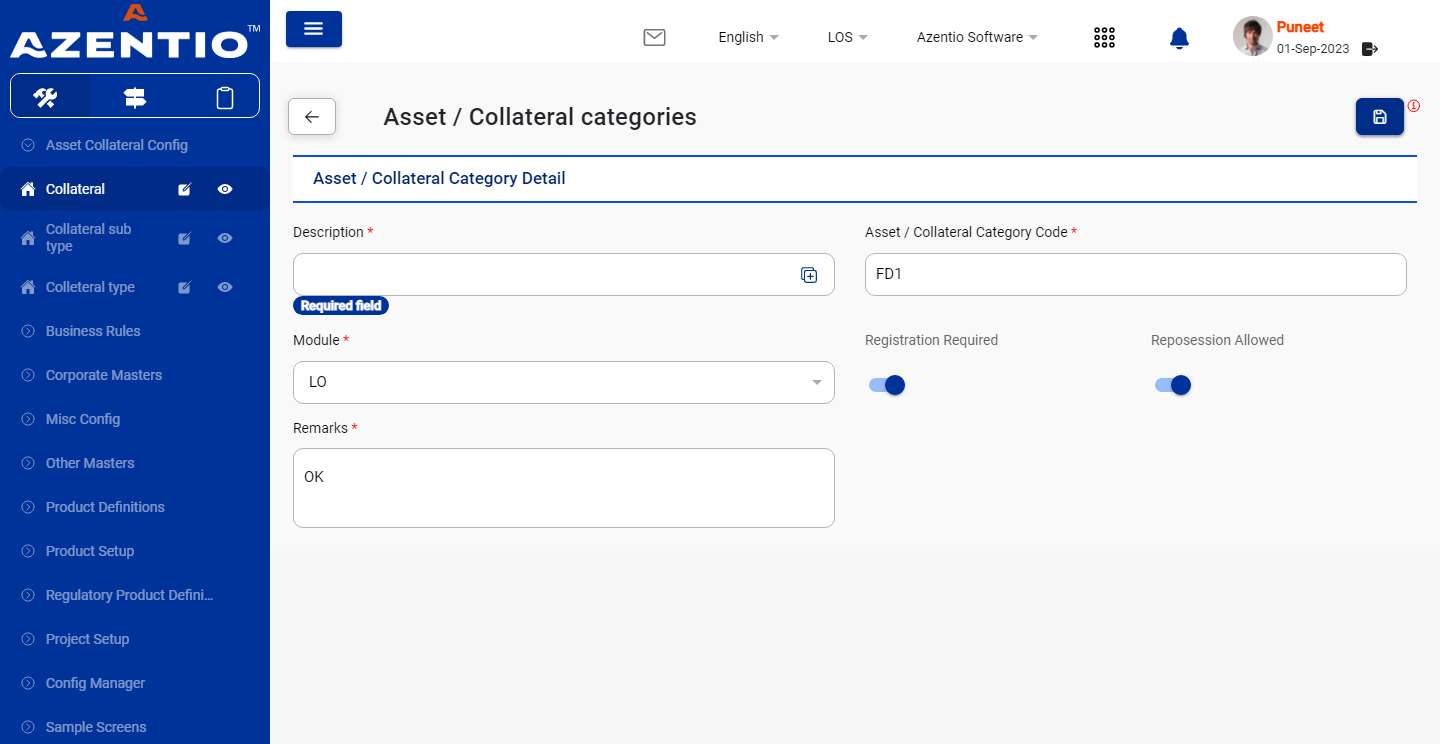 AZENTIO™
English
LOS
Azentio Software
Puneet
01-Sep-2023
Asset Collateral Config
Collateral
Collateral sub
type
Colleteral type
Business Rules
Corporate Masters
Misc Config
Other Masters
Product Definitions
Product Setup
Regulatory Product Defini...
Project Setup
Config Manager
Sample Screens
Asset / Collateral categories
Asset / Collateral Category Detail
Description *
Required field
Asset / Collateral Category Code *
FD1
Module *
LO
Registration Required
Reposession Allowed
Remarks *
OK